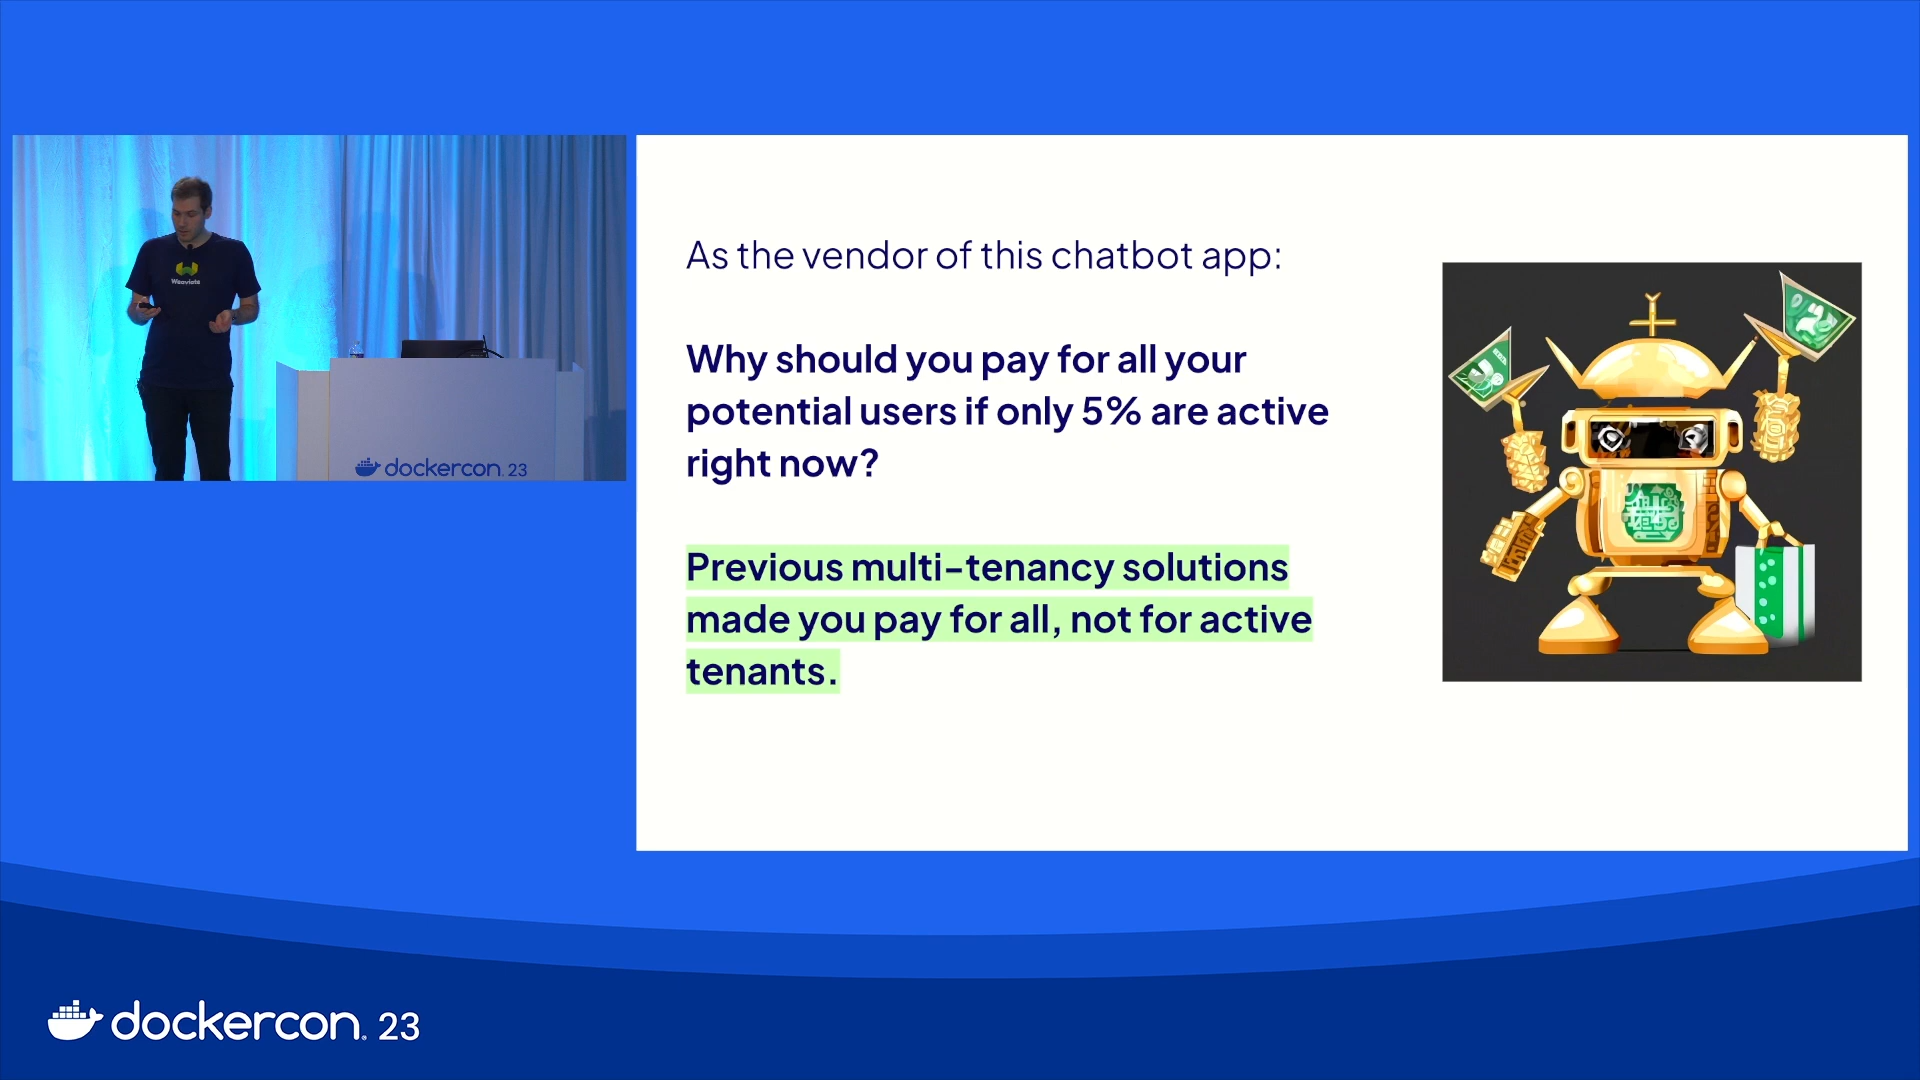 Weaviate
dockercon. 23
As the vendor of this chatbot app:
Why should you pay for all your
potential users if only 5% are active
right now?
Previous multi-tenancy solutions
made you pay for all, not for active
tenants.
dockercon. 23